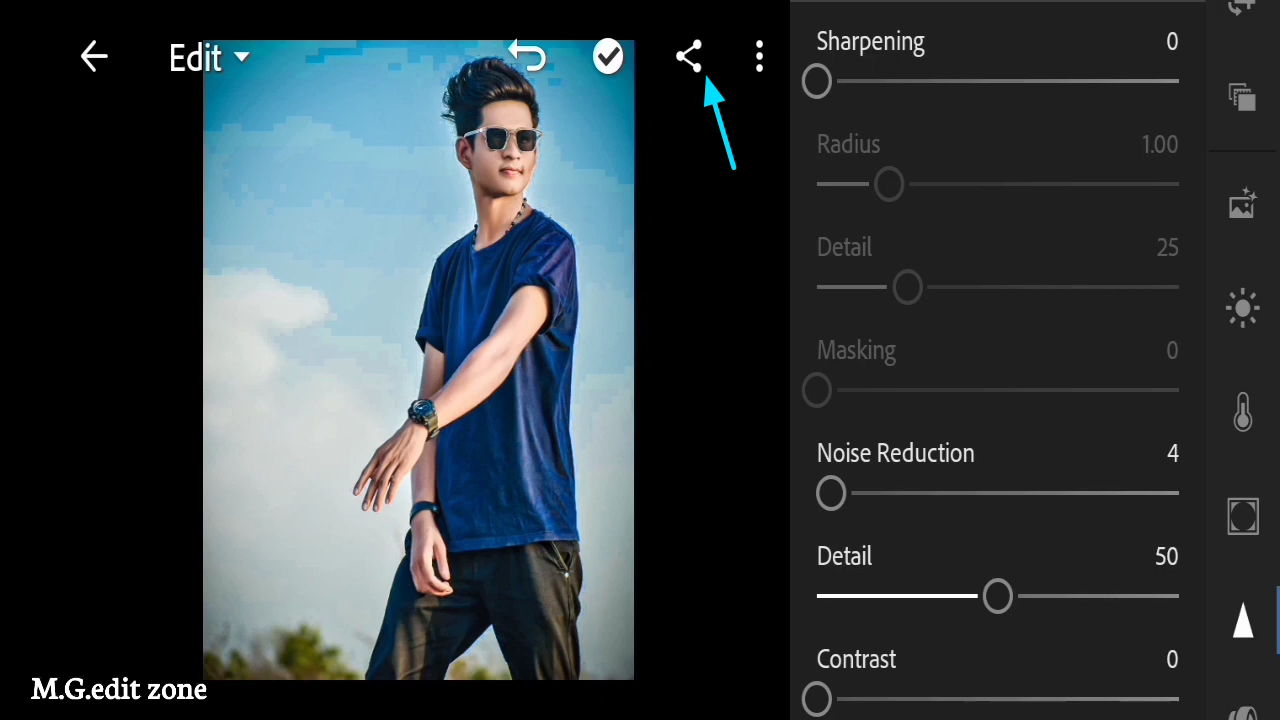 Edit
Sharpening 0
Radius 1.00
Detail 25
Masking 0
Noise Reduction 4
Detail 50
Contrast 0
M.G.edit zone